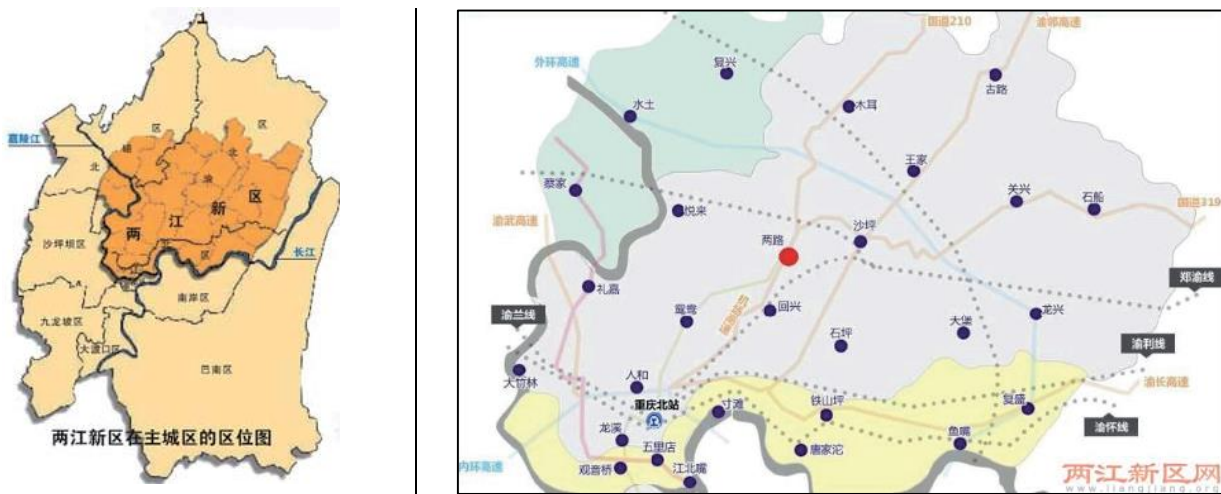 嘉陵江
北
碚
区
渝
北
区
两
江
新
区
沙坪坝区
江
北
区
长江
南岸区
九龙坡区
大渡口区
巴南区
两江新区在主城区的区位图
国道210
渝邻高速
外环高速
复兴
古路
水土
木耳
王家
蔡家
关兴
石船
悦来
国道319
渝武高速
沙坪
两路
郑渝线
礼嘉
渝兰线
鸳鸯
回兴
龙兴
大堡
石坪
渝利线
大竹林
人和
渝长高速
重庆北站
寸滩
铁山坪
复盛
渝怀线
龙溪
五里店
鱼嘴
唐家沱
内环高速
观音桥
江北嘴
两江新区网
www.liangjiang.org